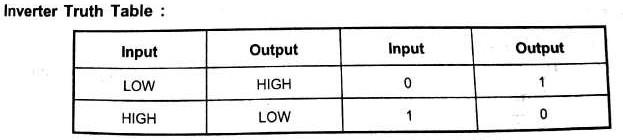 Inverter Truth Table :
Input Output Input Output
LOW HIGH 0 1
HIGH LOW 1 0